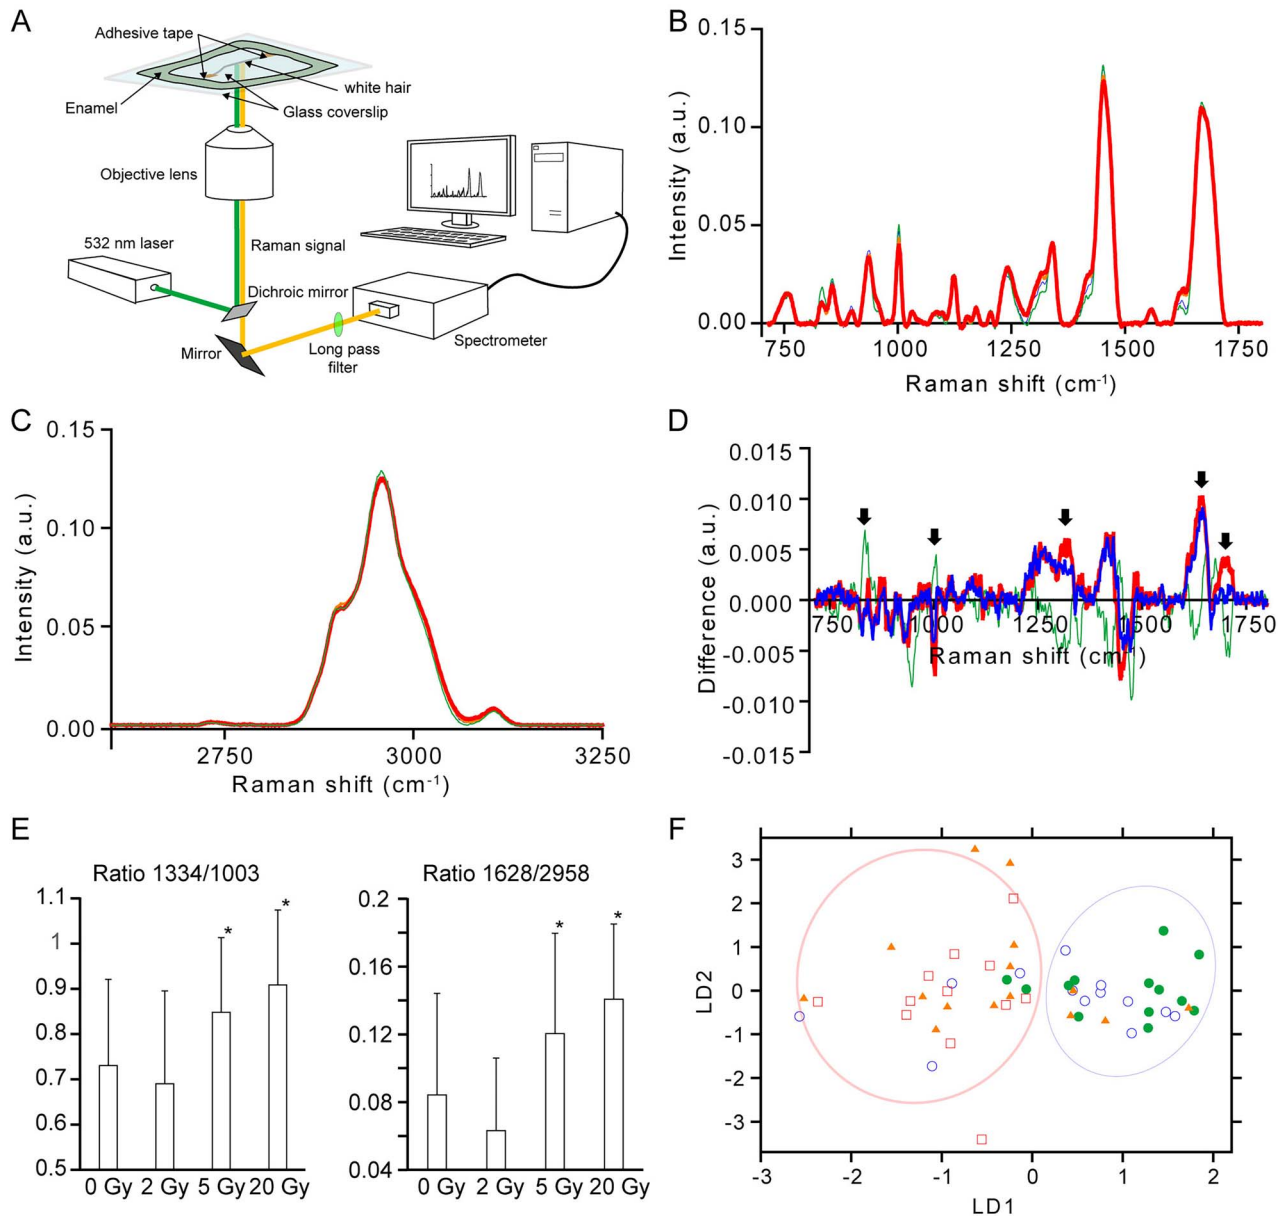 A
Adhesive tape
white hair
Enamel
Glass coverslip
Objective lens
532 nm laser
Raman signal
Dichroic mirror
Mirror
Long pass
filter
Spectrometer
B
0.15
0.10
0.05
0.00
Intensity (a.u.)
750 1000 1250 1500 1750
Raman shift (cm-1)
C
0.15
0.10
0.05
0.00
Intensity (a.u.)
2750 3000 3250
Raman shift (cm-1)
D
0.015
0.010
0.005
0.000
-0.005
-0.010
-0.015
Difference (a.u.)
750 1000 1250 1500 1750
Raman shift (cm-1)
E
Ratio 1334/1003
1.1
1
0.9
0.8
0.7
0.6
0.5
* *
0 Gy 2 Gy 5 Gy 20 Gy
Ratio 1628/2958
0.2
0.16
0.12
0.08
0.04
* *
0 Gy 2 Gy 5 Gy 20 Gy
F
3
2
1
0
-1
-2
-3
LD2
-3 -2 -1 0 1 2
LD1